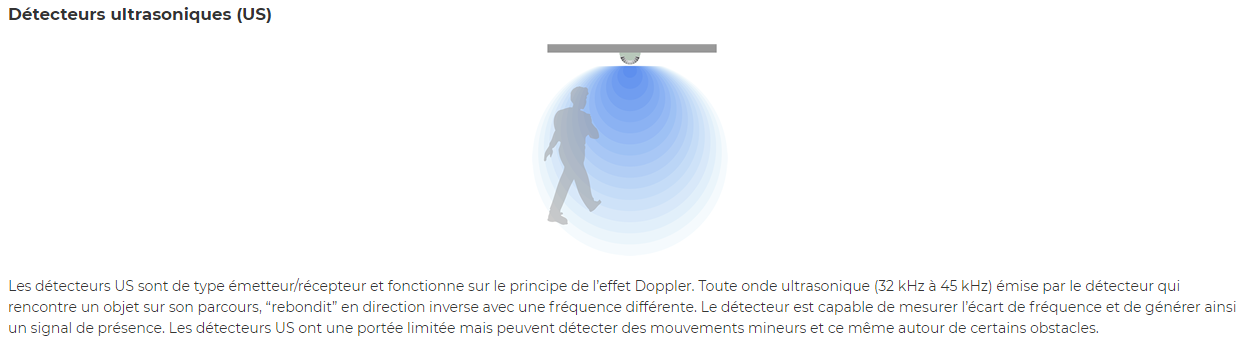 Détecteurs ultrasoniques (US)
Les détecteurs US sont de type émetteur/récepteur et fonctionne sur le principe de l’effet Doppler. Toute onde ultrasonique (32 kHz à 45 kHz) émise par le détecteur qui
rencontre un objet sur son parcours, “rebondit” en direction inverse avec une fréquence différente. Le détecteur est capable de mesurer l’écart de fréquence et de générer ainsi
un signal de présence. Les détecteurs US ont une portée limitée mais peuvent détecter des mouvements mineurs et ce même autour de certains obstacles.